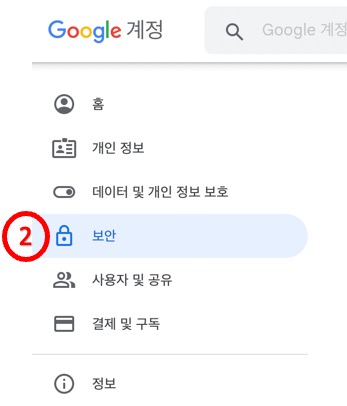 Google 계정
Google 계정
홈
개인 정보
데이터 및 개인 정보 보호
2
보안
사용자 및 공유
결제 및 구독
정보